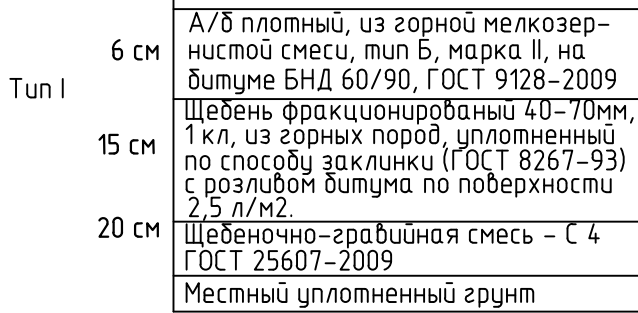 6 см
А/б плотный, из горной мелкозер-
нистой смеси, тип Б, марка II, на
битуме БНД 60/90, ГОСТ 9128-2009
Тип I
15 см
Щебень фракционированый 40-70мм,
1 кл, из горных пород, уплотненный
по способу заклинки (ГОСТ 8267-93)
с розливом битума по поверхности
2,5 л/м2.
20 см
Щебеночно-гравийная смесь - С 4
ГОСТ 25607-2009
Местный уплотненный грунт